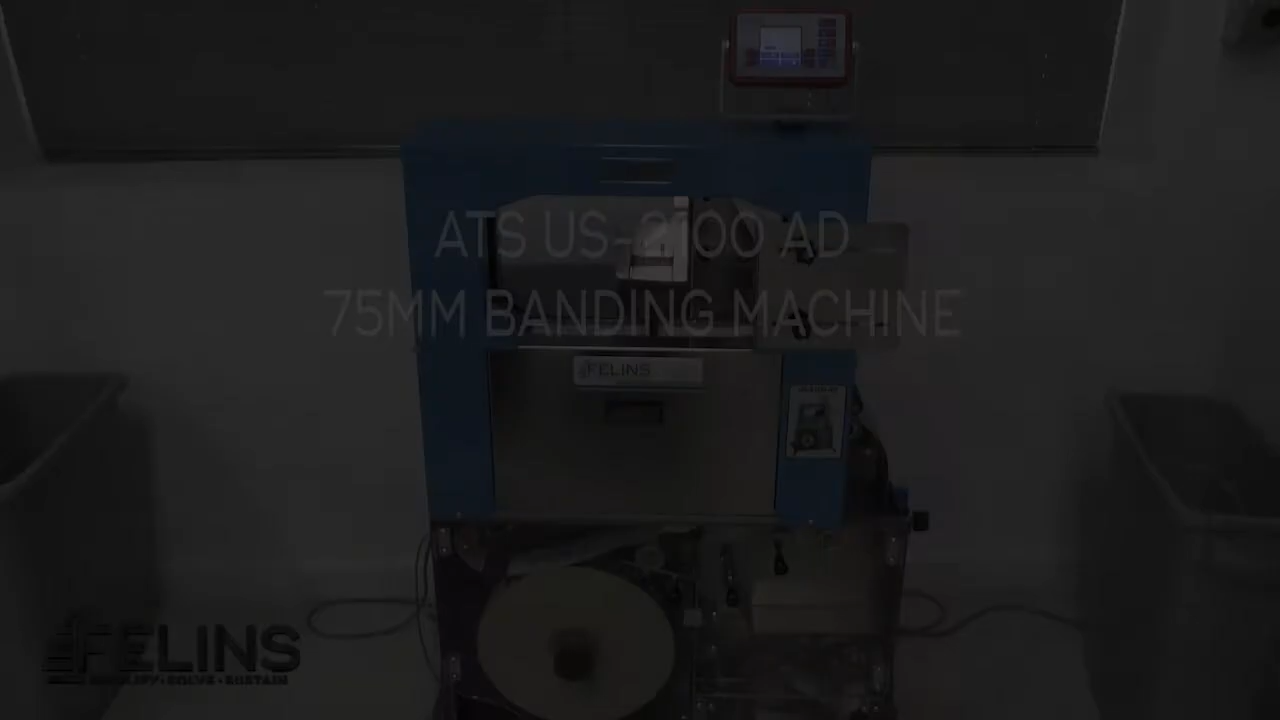 ATS US-2100 AD
75MM BANDING MACHINE
FELINS
FELINS
SIMPLIFY • SOLVE • SUSTAIN